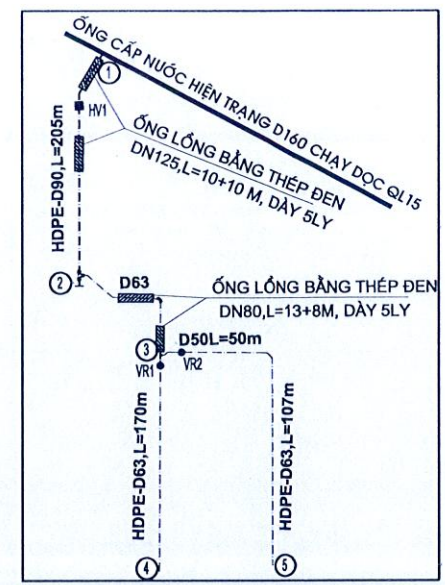 ỐNG CẤP NƯỚC HIỆN TRẠNG D160 CHẠY DỌC QL15
1
HV1
ỐNG LỒNG BẰNG THÉP ĐEN
DN125,L=10+10 M, DÀY 5LY
HDPE-D90,L=205m
2
D63
ỐNG LỒNG BẰNG THÉP ĐEN
DN80,L=13+8M, DÀY 5LY
3
D50L=50m
VR1
VR2
HDPE-D63,L=170m
HDPE-D63,L=107m
4
5